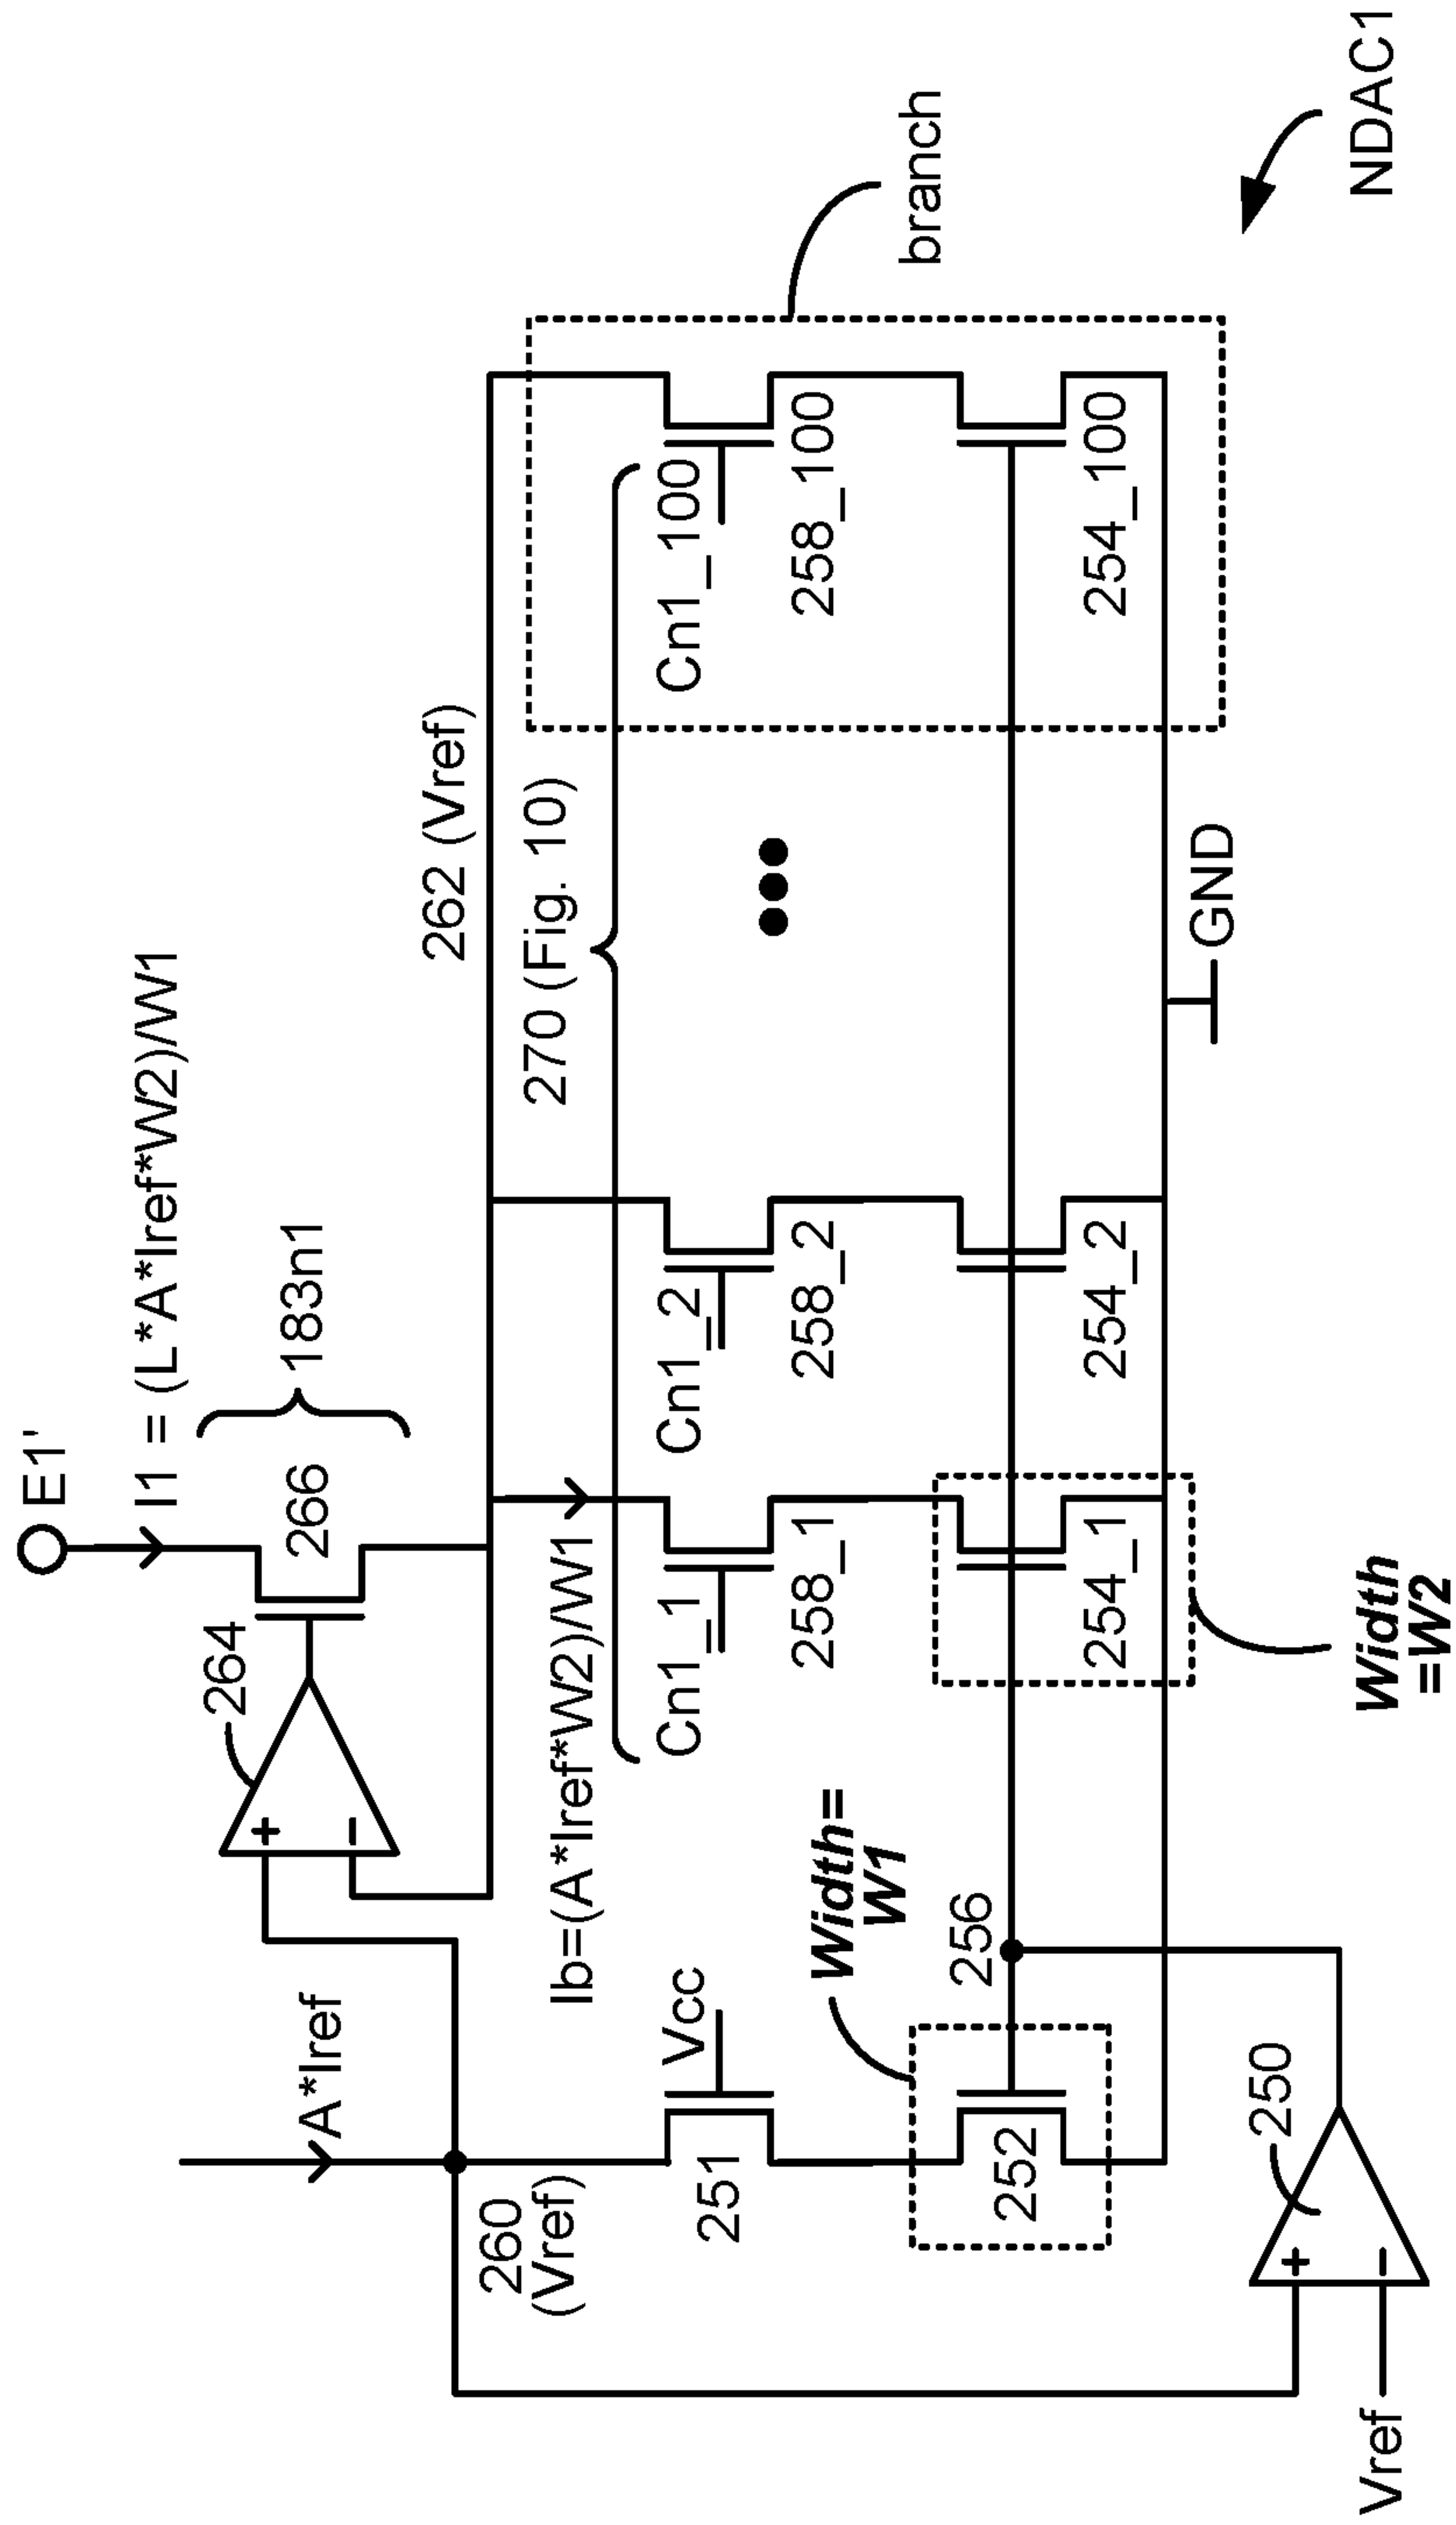 E1'
I1 = (L*A*Iref*W2)/W1
A*Iref
264
266
183n1
262 (Vref)
260
(Vref)
Ib=(A*Iref*W2)/W1
270 (Fig. 10)
branch
Vcc
Cn1_1
Cn1_2
Cn1_100
251
258_1
258_2
258_100
Width=
W1
256
252
254_1
254_2
254_100
GND
250
Vref
Width
=W2
NDAC1